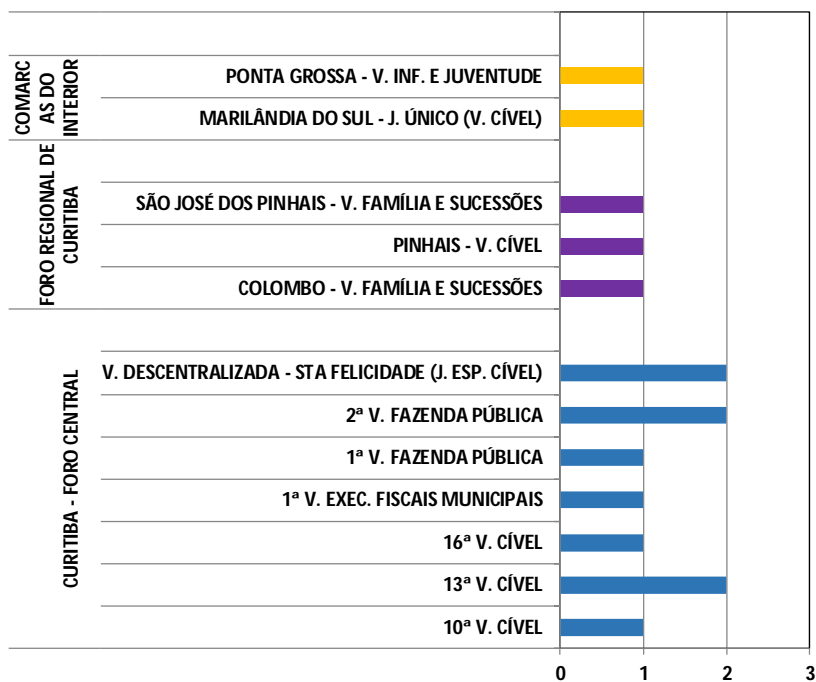 COMARC
AS DO
INTERIOR
PONTA GROSSA - V. INF. E JUVENTUDE
MARILÂNDIA DO SUL - J. ÚNICO (V. CÍVEL)
FORO REGIONAL DE
CURITIBA
SÃO JOSÉ DOS PINHAIS - V. FAMÍLIA E SUCESSÕES
PINHAIS - V. CÍVEL
COLOMBO - V. FAMÍLIA E SUCESSÕES
CURITIBA - FORO CENTRAL
V. DESCENTRALIZADA - STA FELICIDADE (J. ESP. CÍVEL)
2ª V. FAZENDA PÚBLICA
1ª V. FAZENDA PÚBLICA
1ª V. EXEC. FISCAIS MUNICIPAIS
16ª V. CÍVEL
13ª V. CÍVEL
10ª V. CÍVEL
0 1 2 3